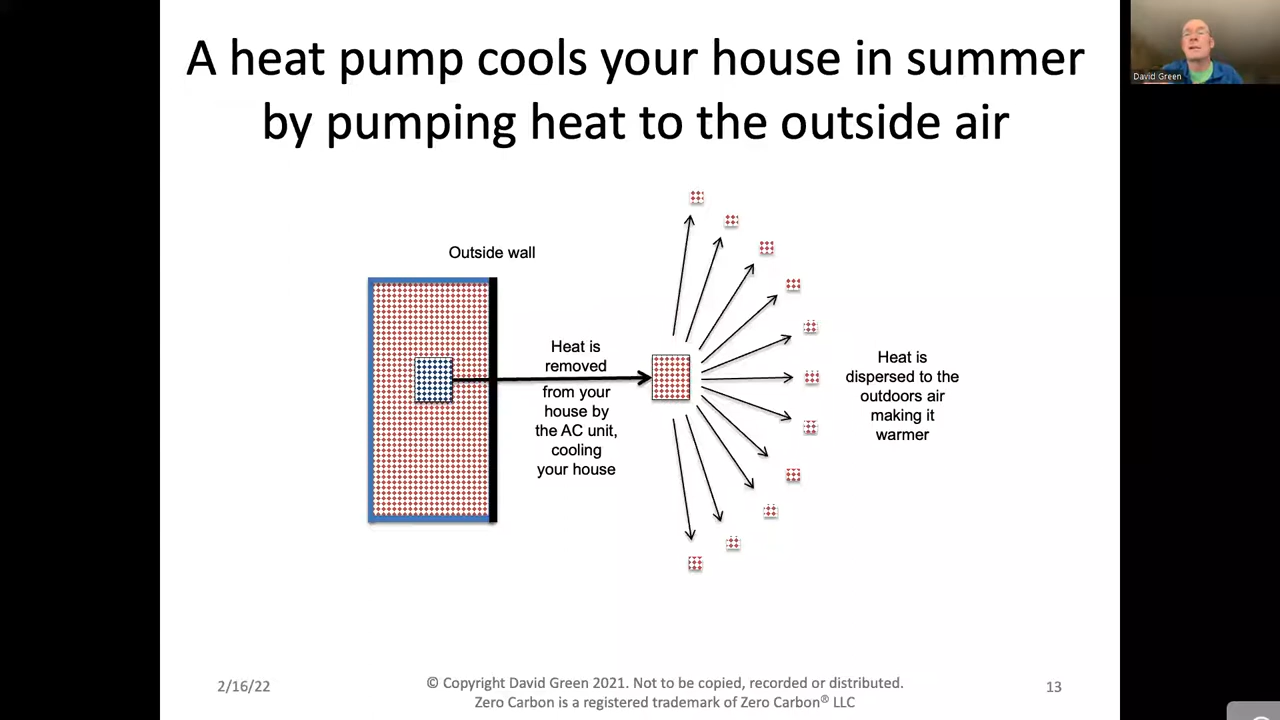 A heat pump cools your house in summer
by pumping heat to the outside air
David Green
Outside wall
Heat is
removed
from your
house by
the AC unit,
cooling
your house
Heat is
dispersed to the
outdoors air
making it
warmer
2/16/22
© Copyright David Green 2021. Not to be copied, recorded or distributed.
Zero Carbon is a registered trademark of Zero Carbon® LLC
13